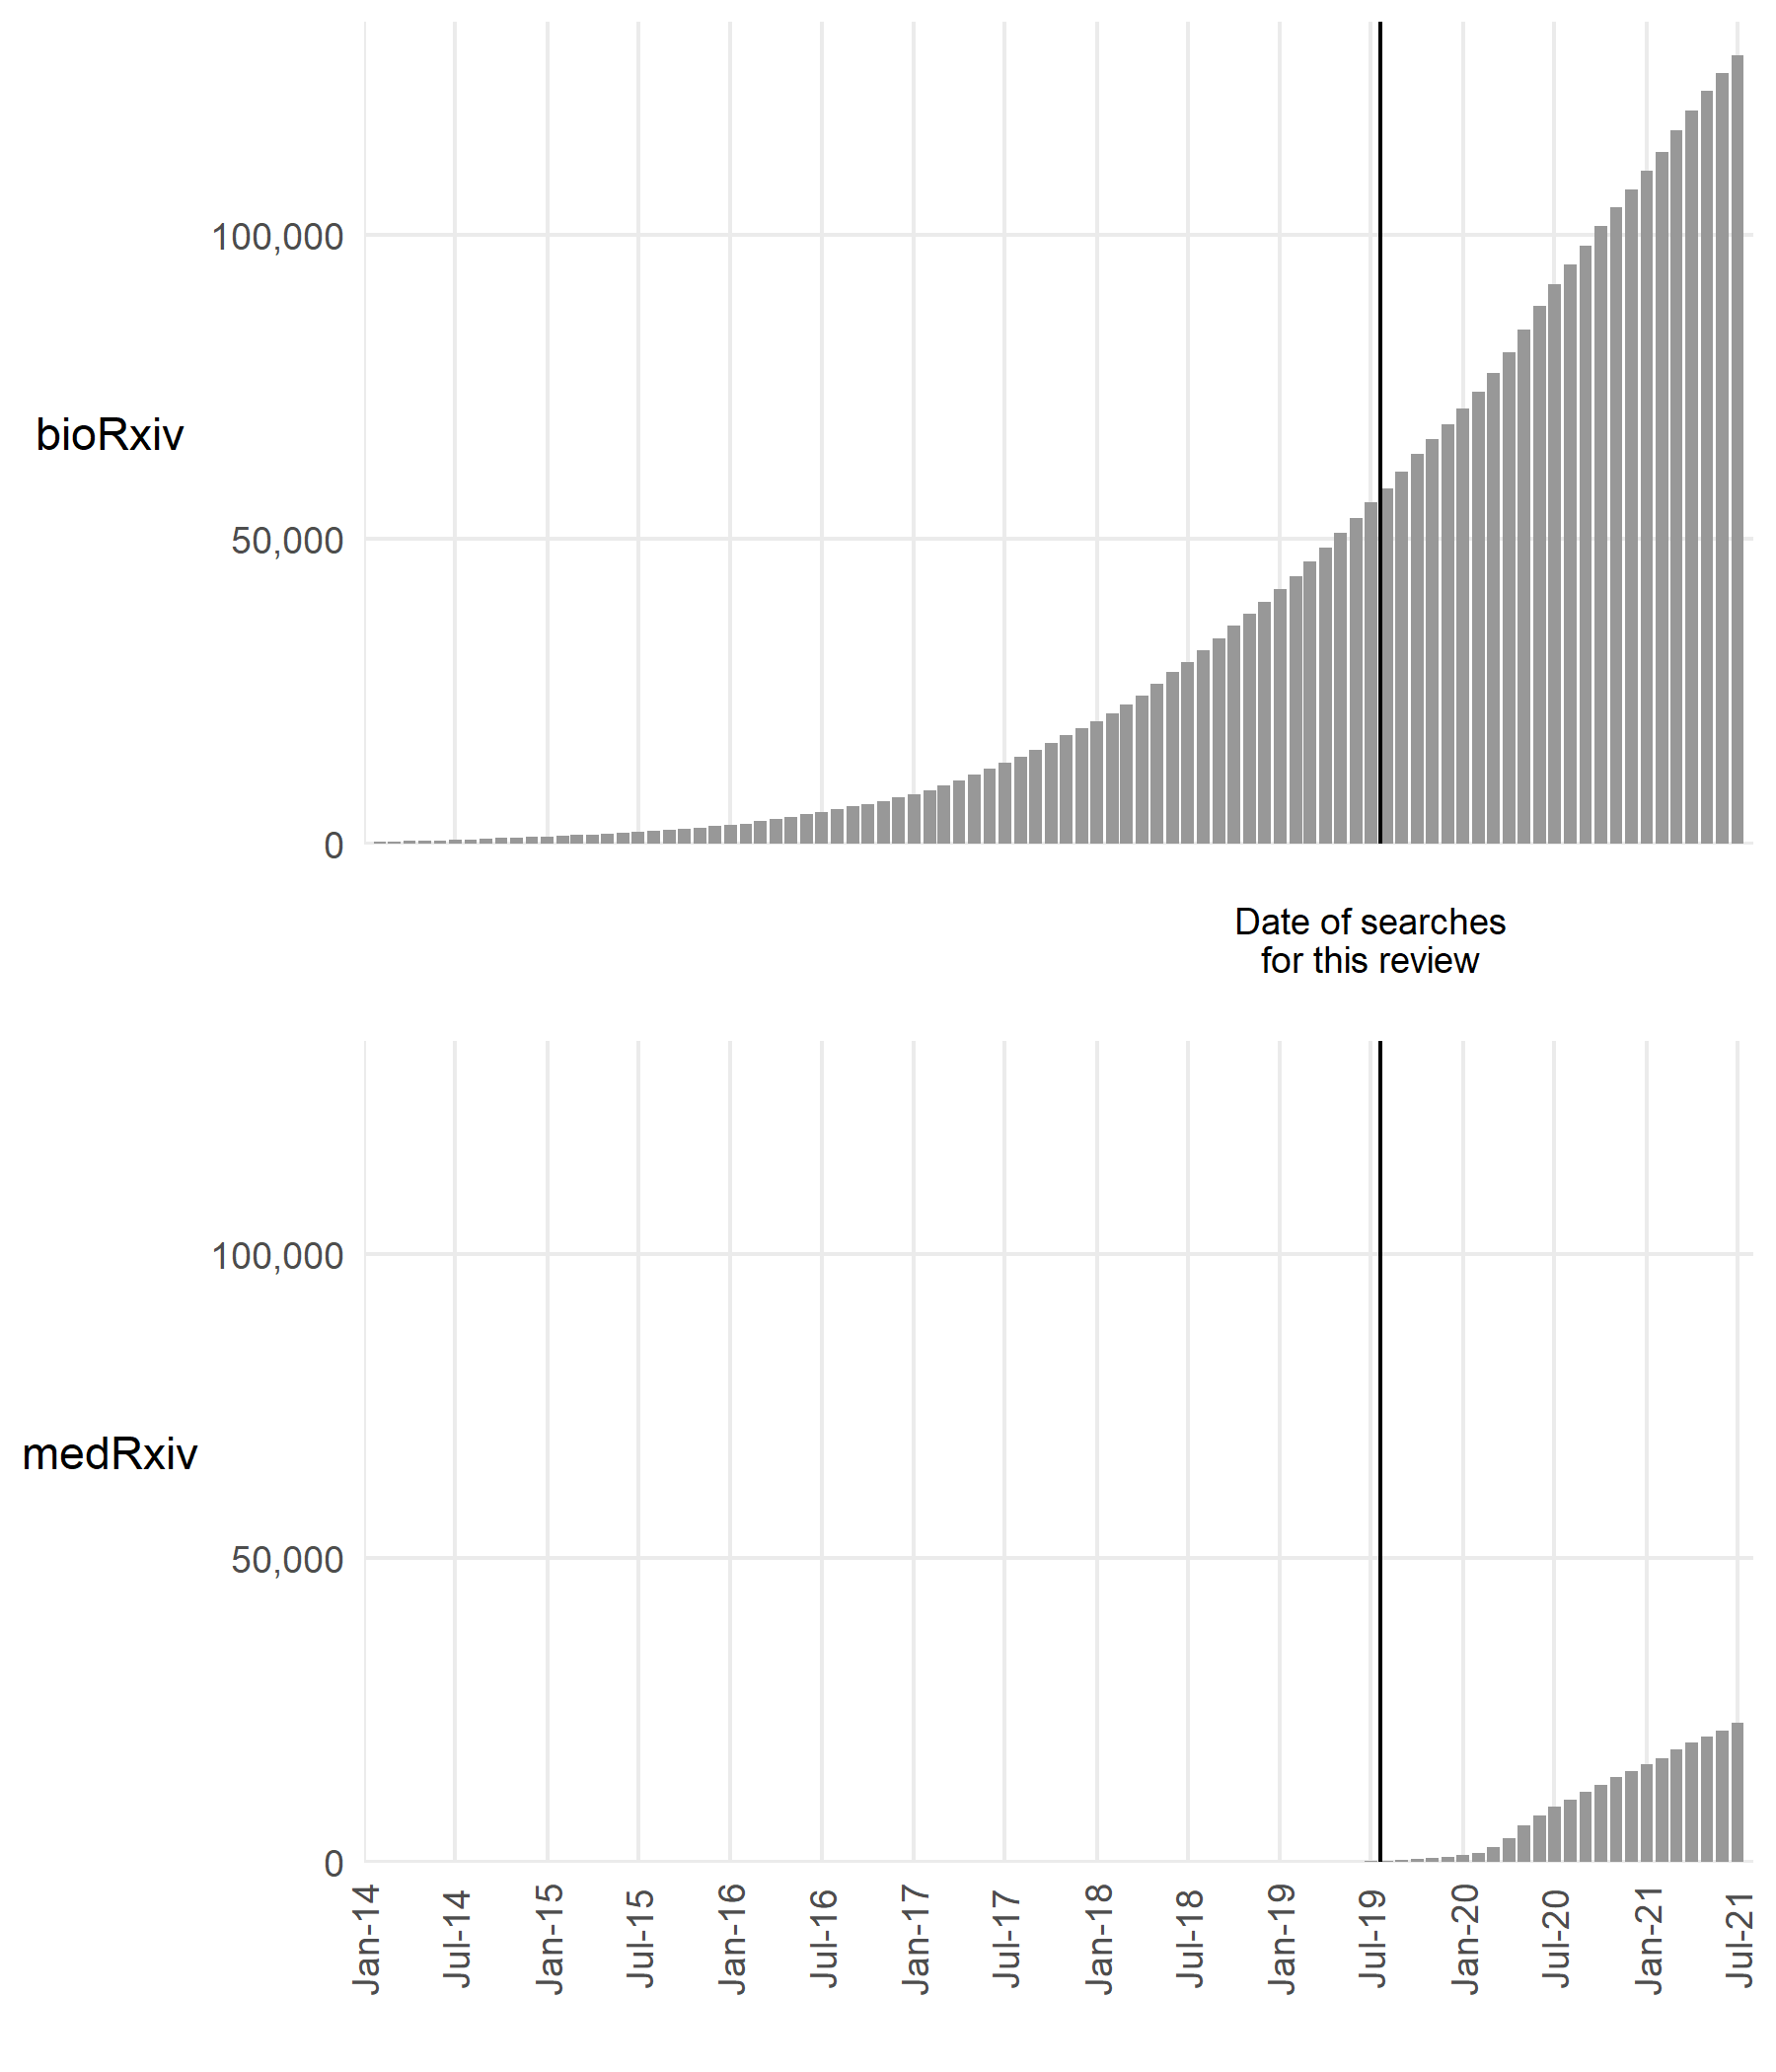 100,000
bioRxiv
50,000
0
Date of searches
for this review
100,000
medRxiv
50,000
0
Jan-14
Jul-14
Jan-15
Jul-15
Jan-16
Jul-16
Jan-17
Jul-17
Jan-18
Jul-18
Jan-19
Jul-19
Jan-20
Jul-20
Jan-21
Jul-21